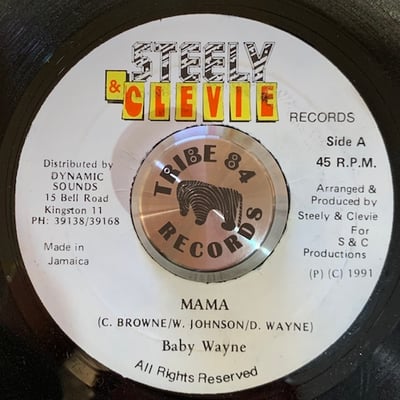 STEELY
& CLEVIE
RECORDS
Side A
45 R.P.M.
Distributed by
DYNAMIC
SOUNDS
15 Bell Road
Kingston 11
PH: 39138/39168
Made in
Jamaica
TRIBE 84
RECORDS
Arranged &
Produced by
Steely & Clevie
For
S & C
Productions
(P) (C) 1991
MAMA
(C. BROWNE/W. JOHNSON/D. WAYNE)
Baby Wayne
All Rights Reserved